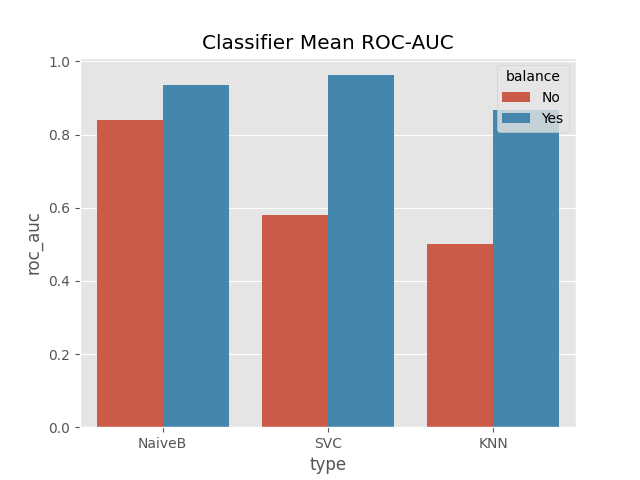 Classifier Mean ROC-AUC
1.0
0.8
0.6
0.4
0.2
0.0
roc_auc
balance
No
Yes
NaiveB SVC KNN
type